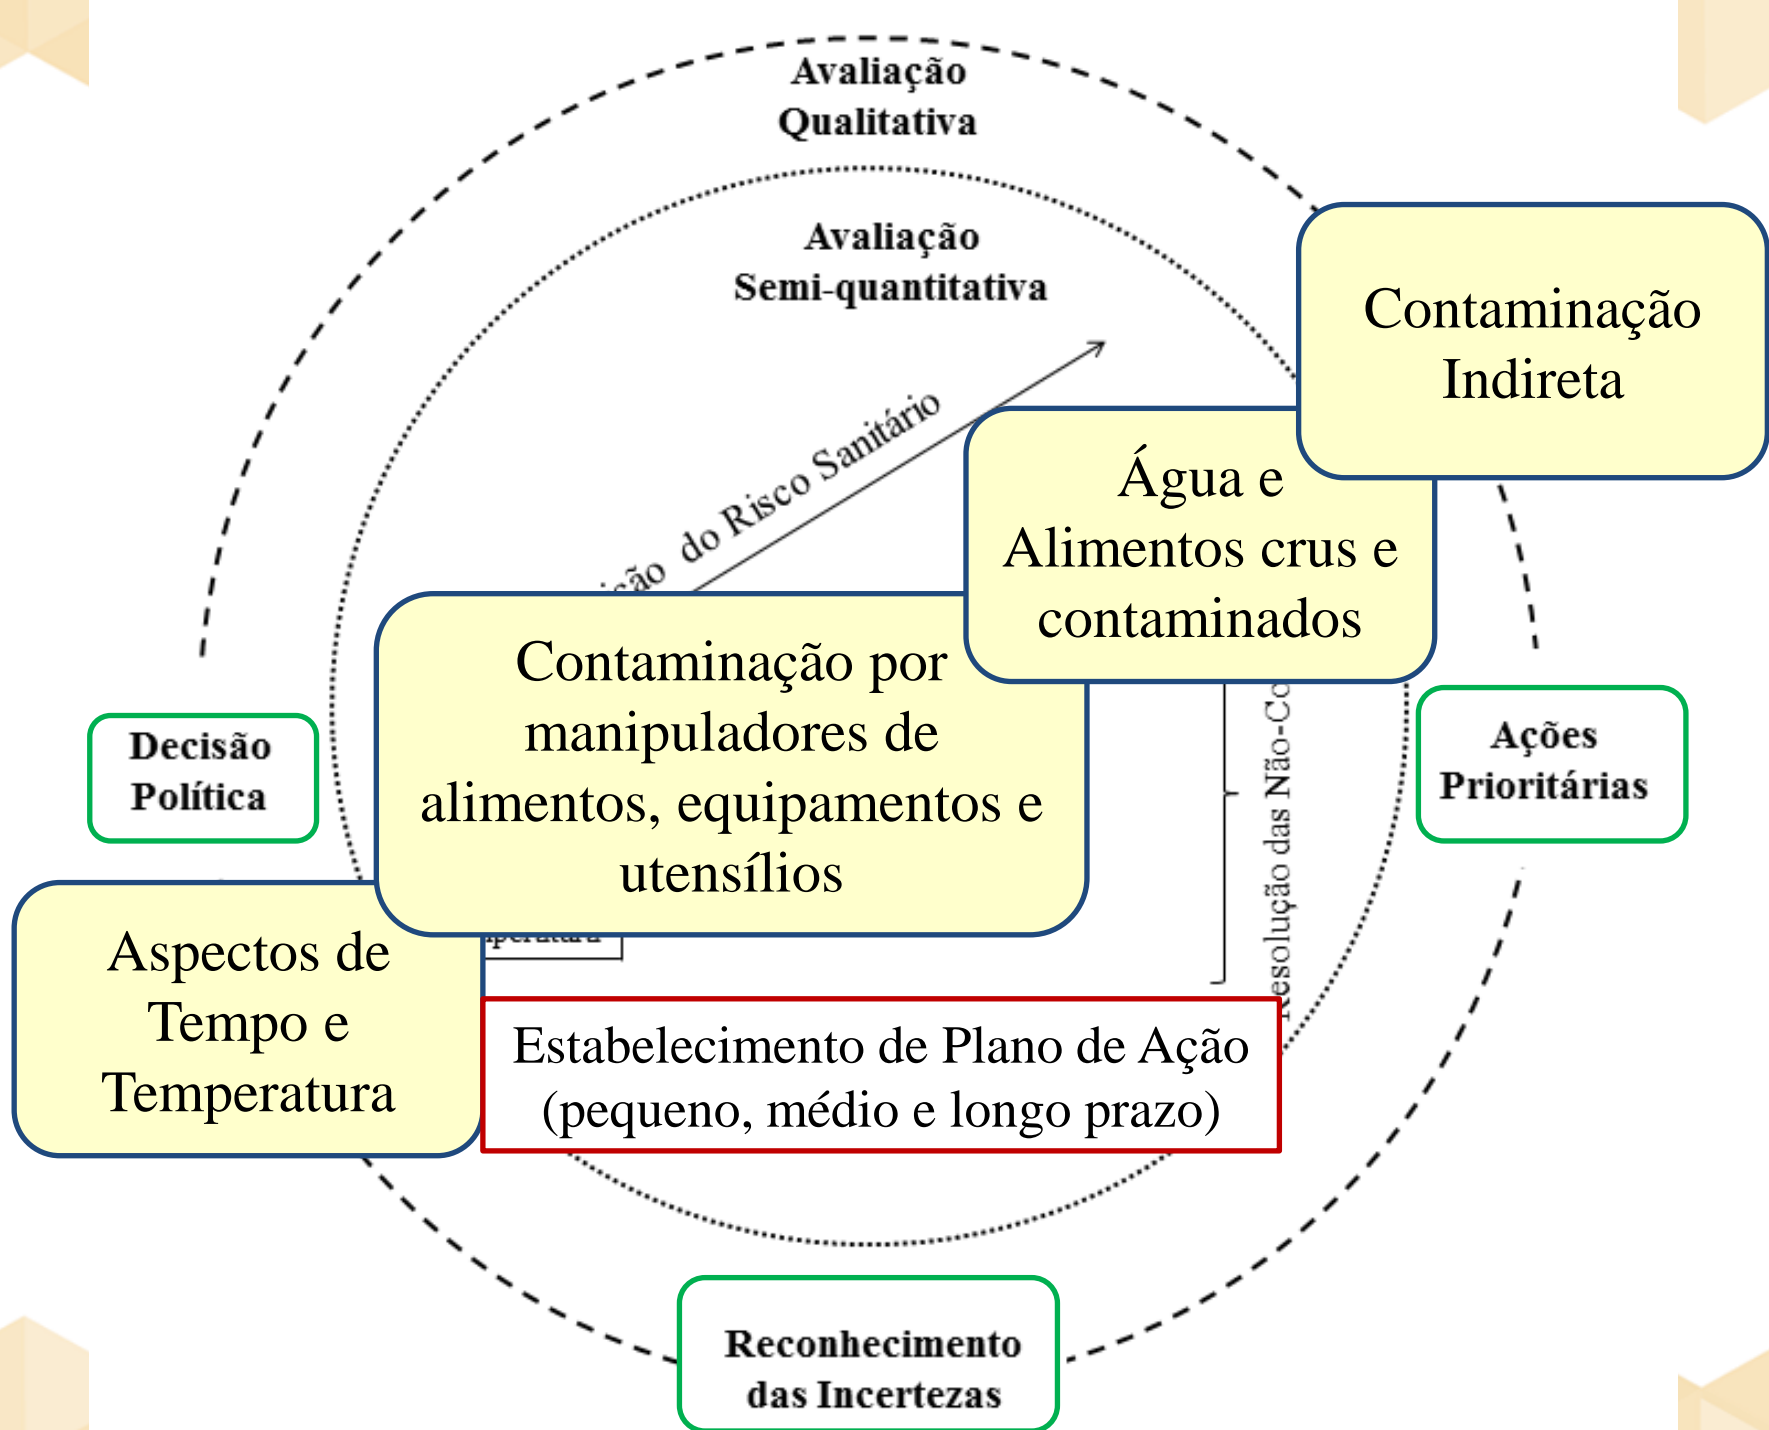 Avaliação
Qualitativa
Avaliação
Semi-quantitativa
Contaminação
Indireta
do Risco Sanitário
Água e
Alimentos crus e
contaminados
Contaminação por
manipuladores de
alimentos, equipamentos e
utensílios
Resolução das Não-Co
Decisão
Política
Ações
Prioritárias
Aspectos de
Tempo e
Temperatura
Estabelecimento de Plano de Ação
(pequeno, médio e longo prazo)
Reconhecimento
das Incertezas